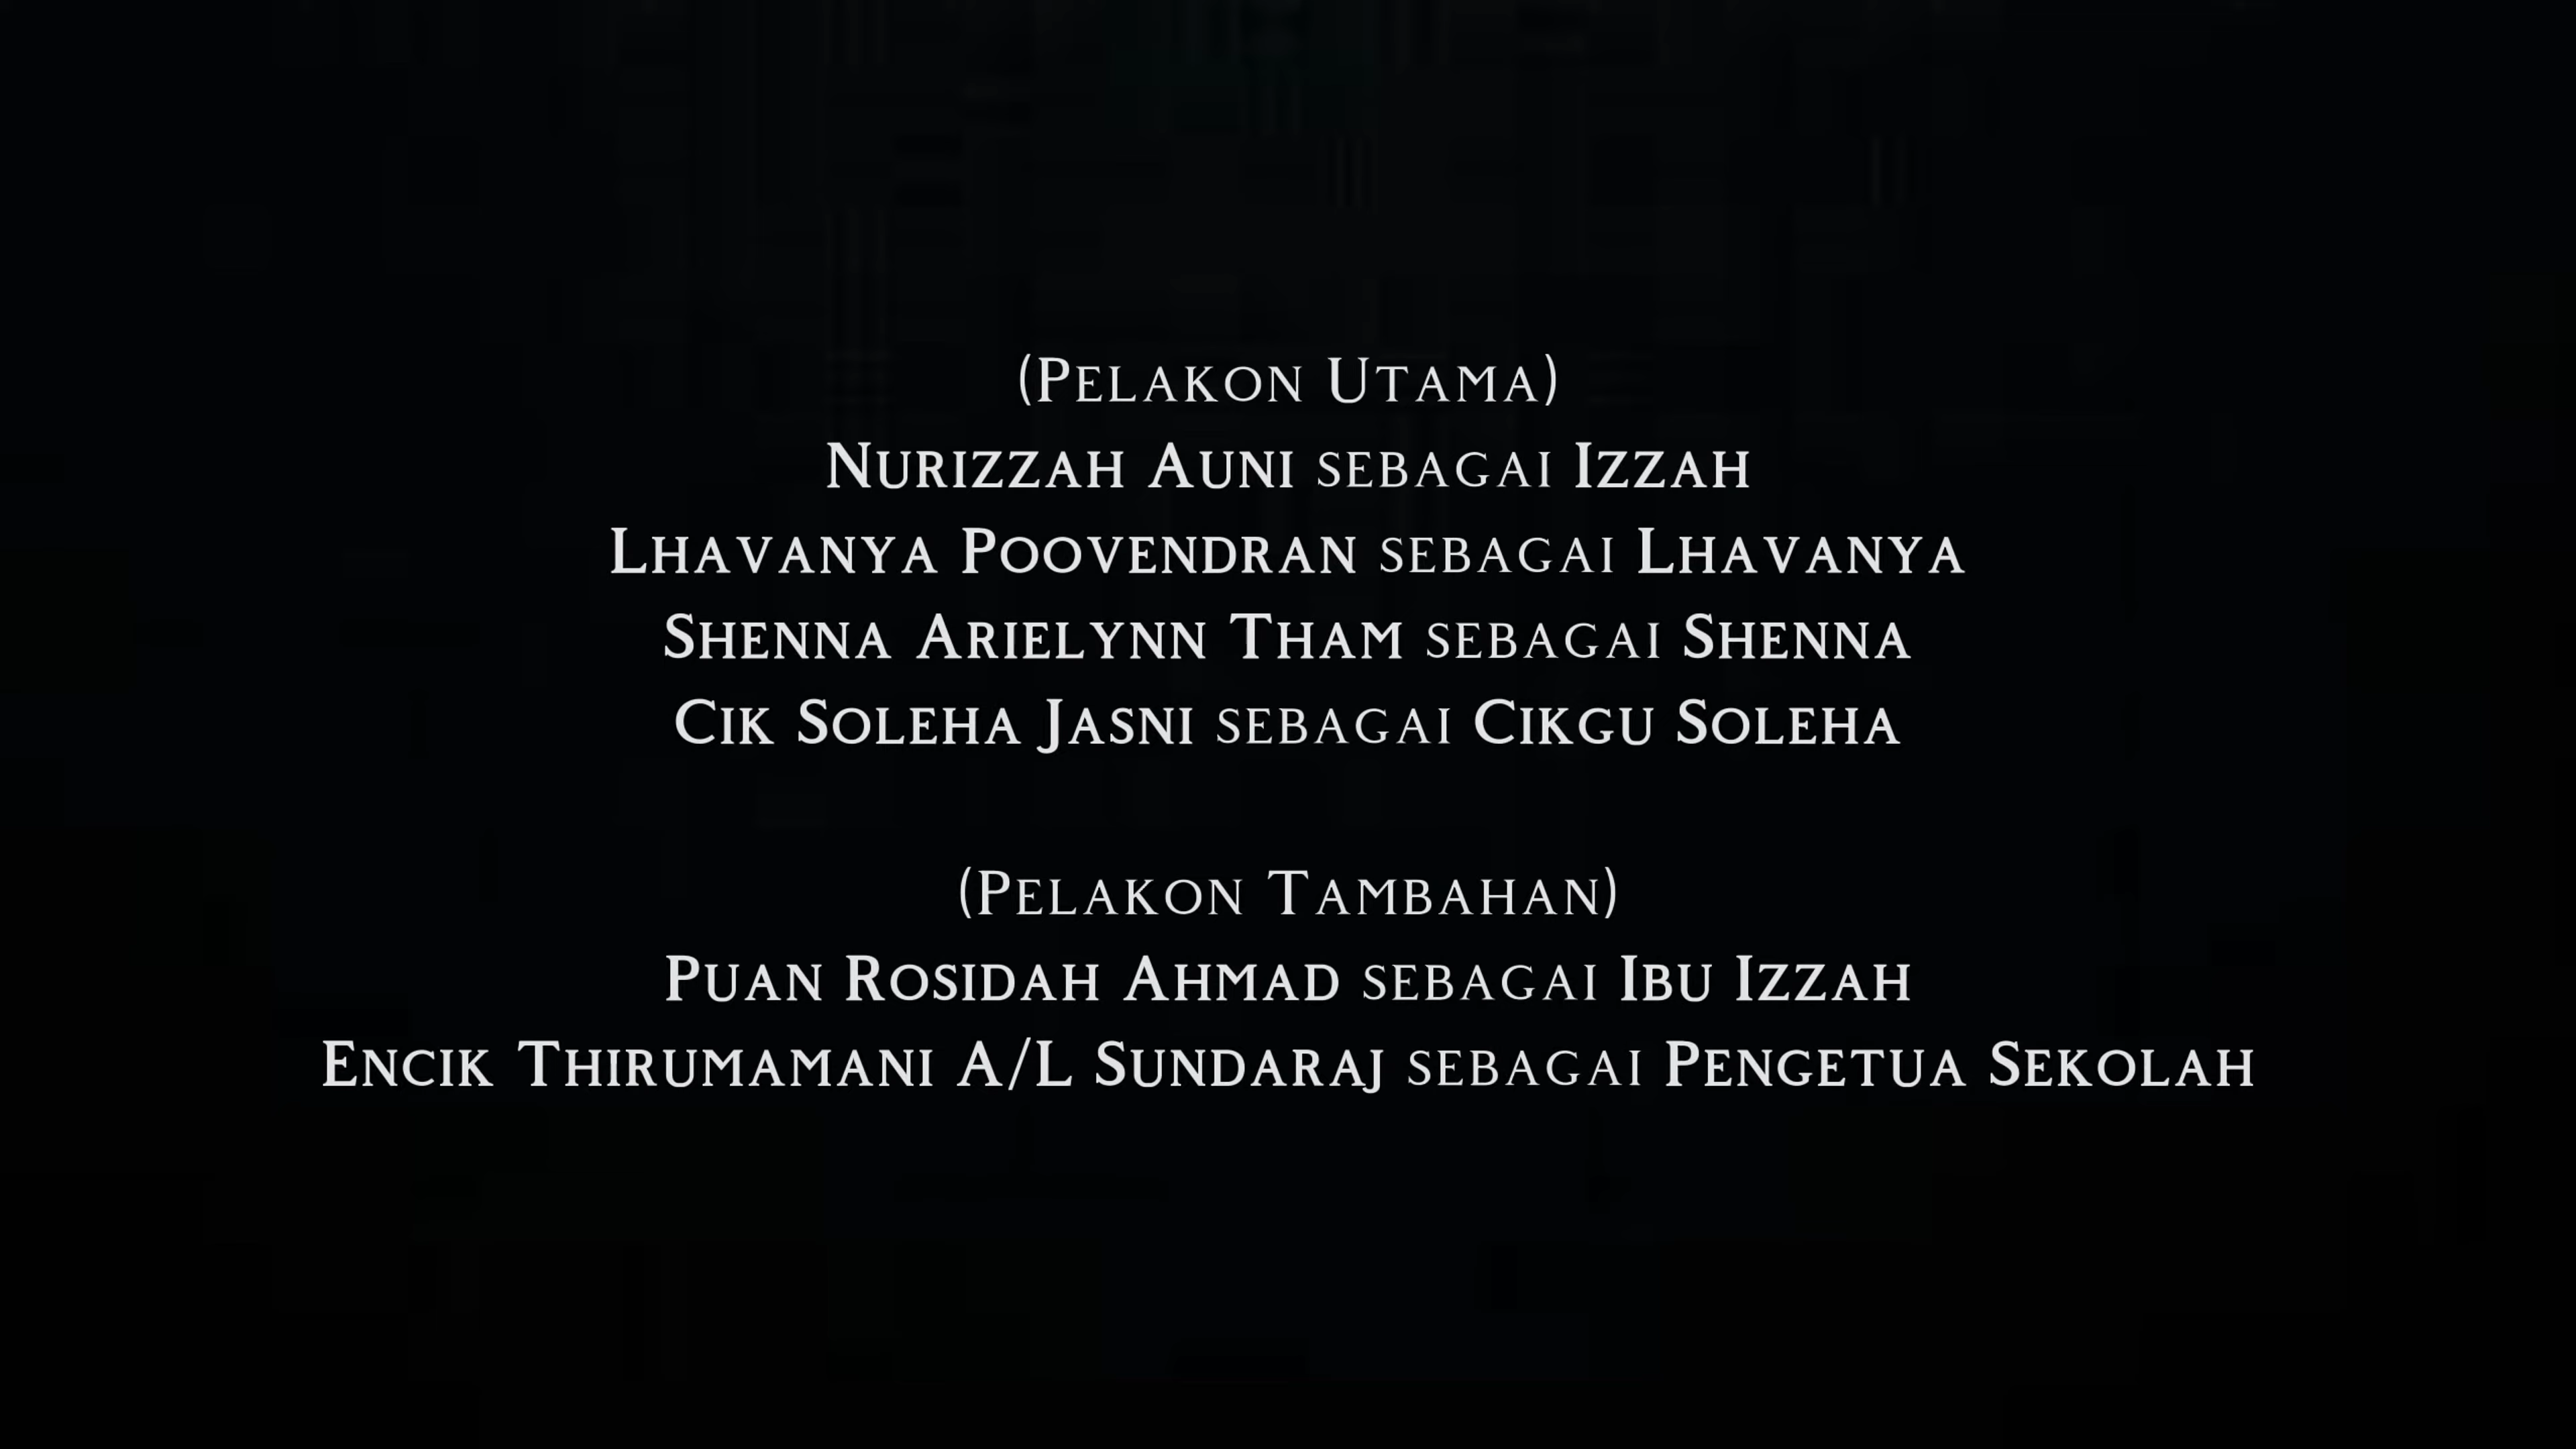 (Pelakon Utama)
Nurizzah Auni sebagai Izzah
Lhavanya Poovendran sebagai Lhavanya
Shenna Arielynn Tham sebagai Shenna
Cik Soleha Jasni sebagai Cikgu Soleha
(Pelakon Tambahan)
Puan Rosidah Ahmad sebagai Ibu Izzah
Encik Thirumamani A/L Sundaraj sebagai Pengetua Sekolah